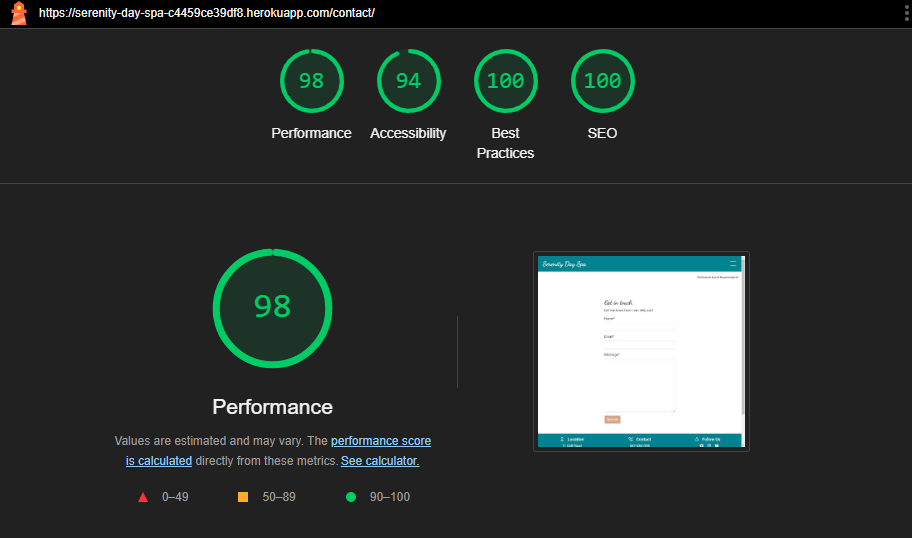 https://serenity-day-spa-c4459ce39df8.herokuapp.com/contact/
98
94
100
100
Performance
Accessibility
Best
Practices
SEO
98
Performance
Values are estimated and may vary. The performance score
is calculated directly from these metrics. See calculator.
0–49
50–89
90–100
Serenity Day Spa
Get in touch
Name*
Email*
Message*
Location
Contact
Follow Us